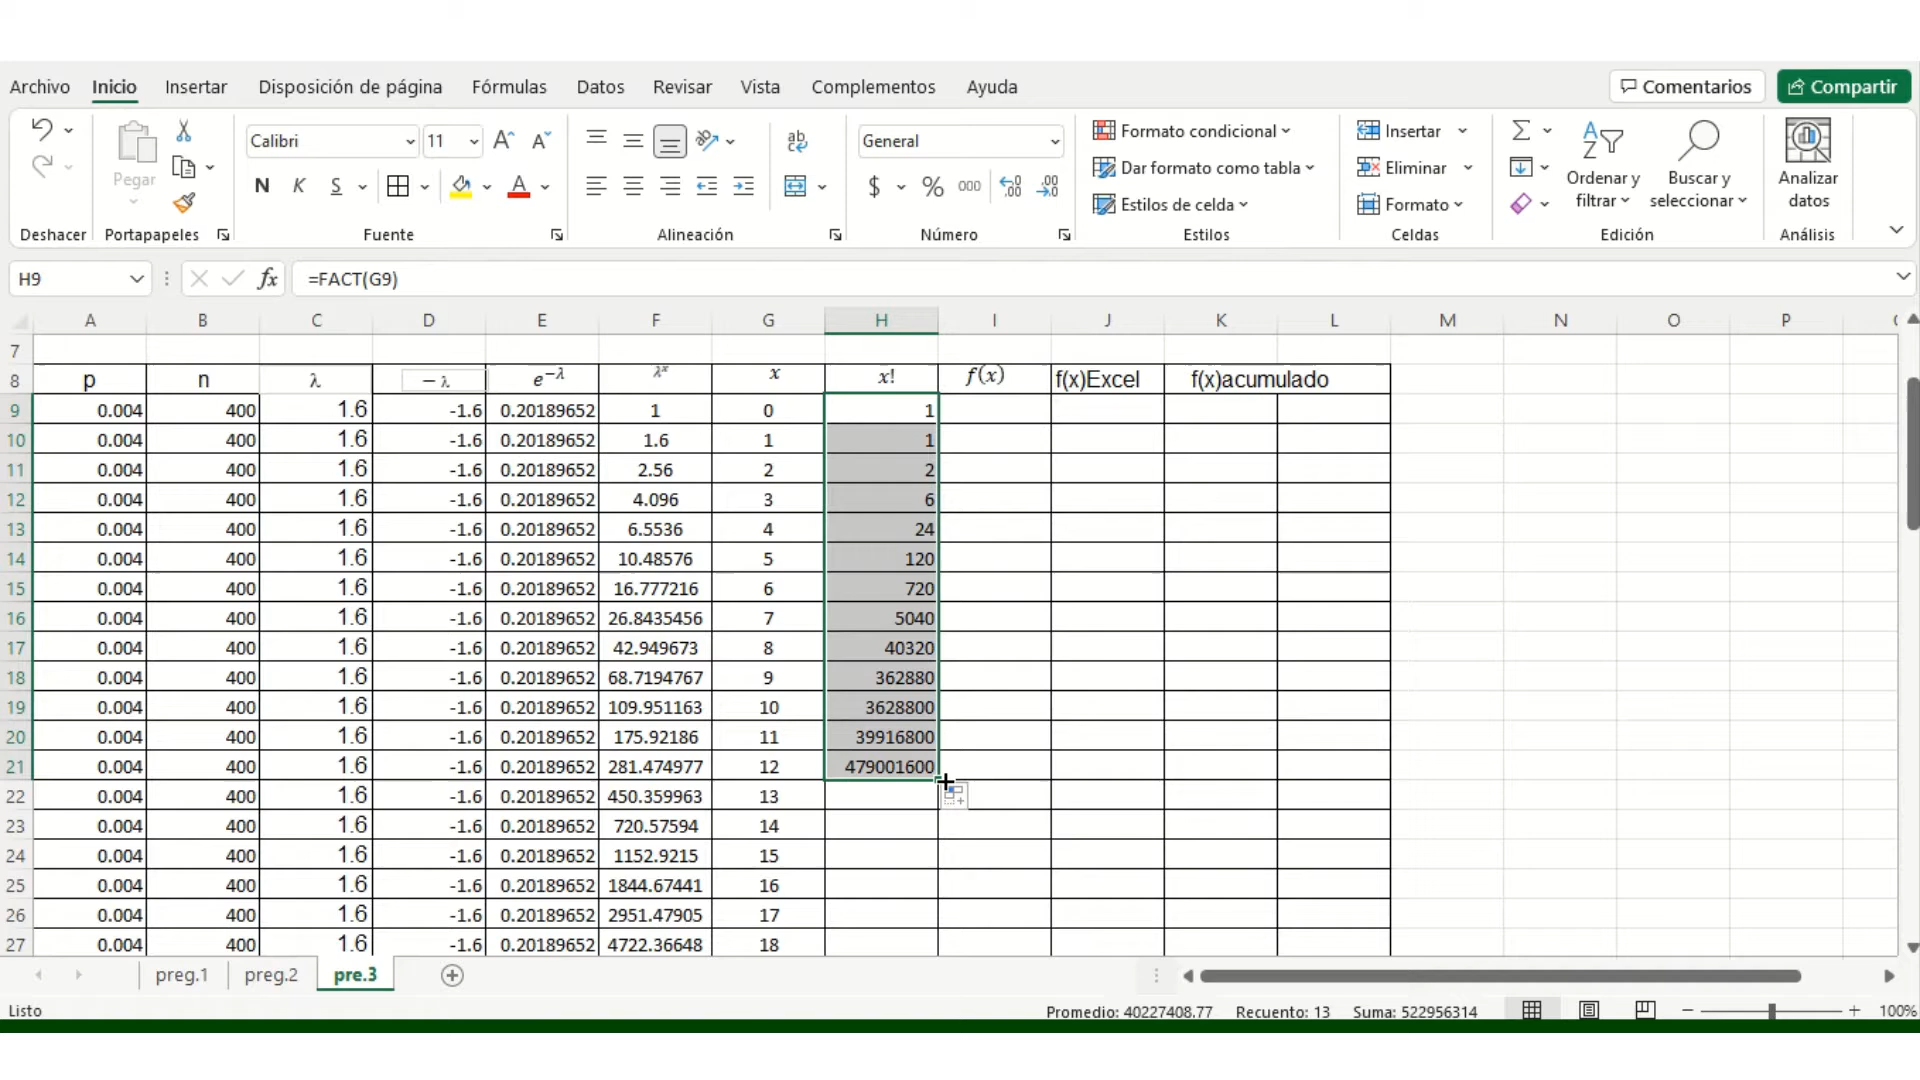 Archivo Inicio Insertar Disposición de página Fórmulas Datos Revisar Vista Complementos Ayuda Comentarios Compartir
Pegar
Calibri 11
N K S
General
$ % 000
Formato condicional
Dar formato como tabla
Estilos de celda
Insertar
Eliminar
Formato
Ordenar y filtrar
Buscar y seleccionar
Analizar datos
Deshacer Portapapeles Fuente Alineación Número Estilos Celdas Edición Análisis
H9 fx =FACT(G9)
A B C D E F G H I J K L M N O P
7
8 p n λ −λ e^−λ λ^x x x! f(x) f(x)Excel f(x)acumulado
9 0.004 400 1.6 -1.6 0.20189652 1 0 1
10 0.004 400 1.6 -1.6 0.20189652 1.6 1 1
11 0.004 400 1.6 -1.6 0.20189652 2.56 2 2
12 0.004 400 1.6 -1.6 0.20189652 4.096 3 6
13 0.004 400 1.6 -1.6 0.20189652 6.5536 4 24
14 0.004 400 1.6 -1.6 0.20189652 10.48576 5 120
15 0.004 400 1.6 -1.6 0.20189652 16.777216 6 720
16 0.004 400 1.6 -1.6 0.20189652 26.8435456 7 5040
17 0.004 400 1.6 -1.6 0.20189652 42.949673 8 40320
18 0.004 400 1.6 -1.6 0.20189652 68.7194767 9 362880
19 0.004 400 1.6 -1.6 0.20189652 109.951163 10 3628800
20 0.004 400 1.6 -1.6 0.20189652 175.92186 11 39916800
21 0.004 400 1.6 -1.6 0.20189652 281.474977 12 479001600
22 0.004 400 1.6 -1.6 0.20189652 450.359963 13
23 0.004 400 1.6 -1.6 0.20189652 720.57594 14
24 0.004 400 1.6 -1.6 0.20189652 1152.9215 15
25 0.004 400 1.6 -1.6 0.20189652 1844.67441 16
26 0.004 400 1.6 -1.6 0.20189652 2951.47905 17
27 0.004 400 1.6 -1.6 0.20189652 4722.36648 18
preg.1 preg.2 pre.3
Listo Promedio: 40227408.77 Recuento: 13 Suma: 522956314 100%